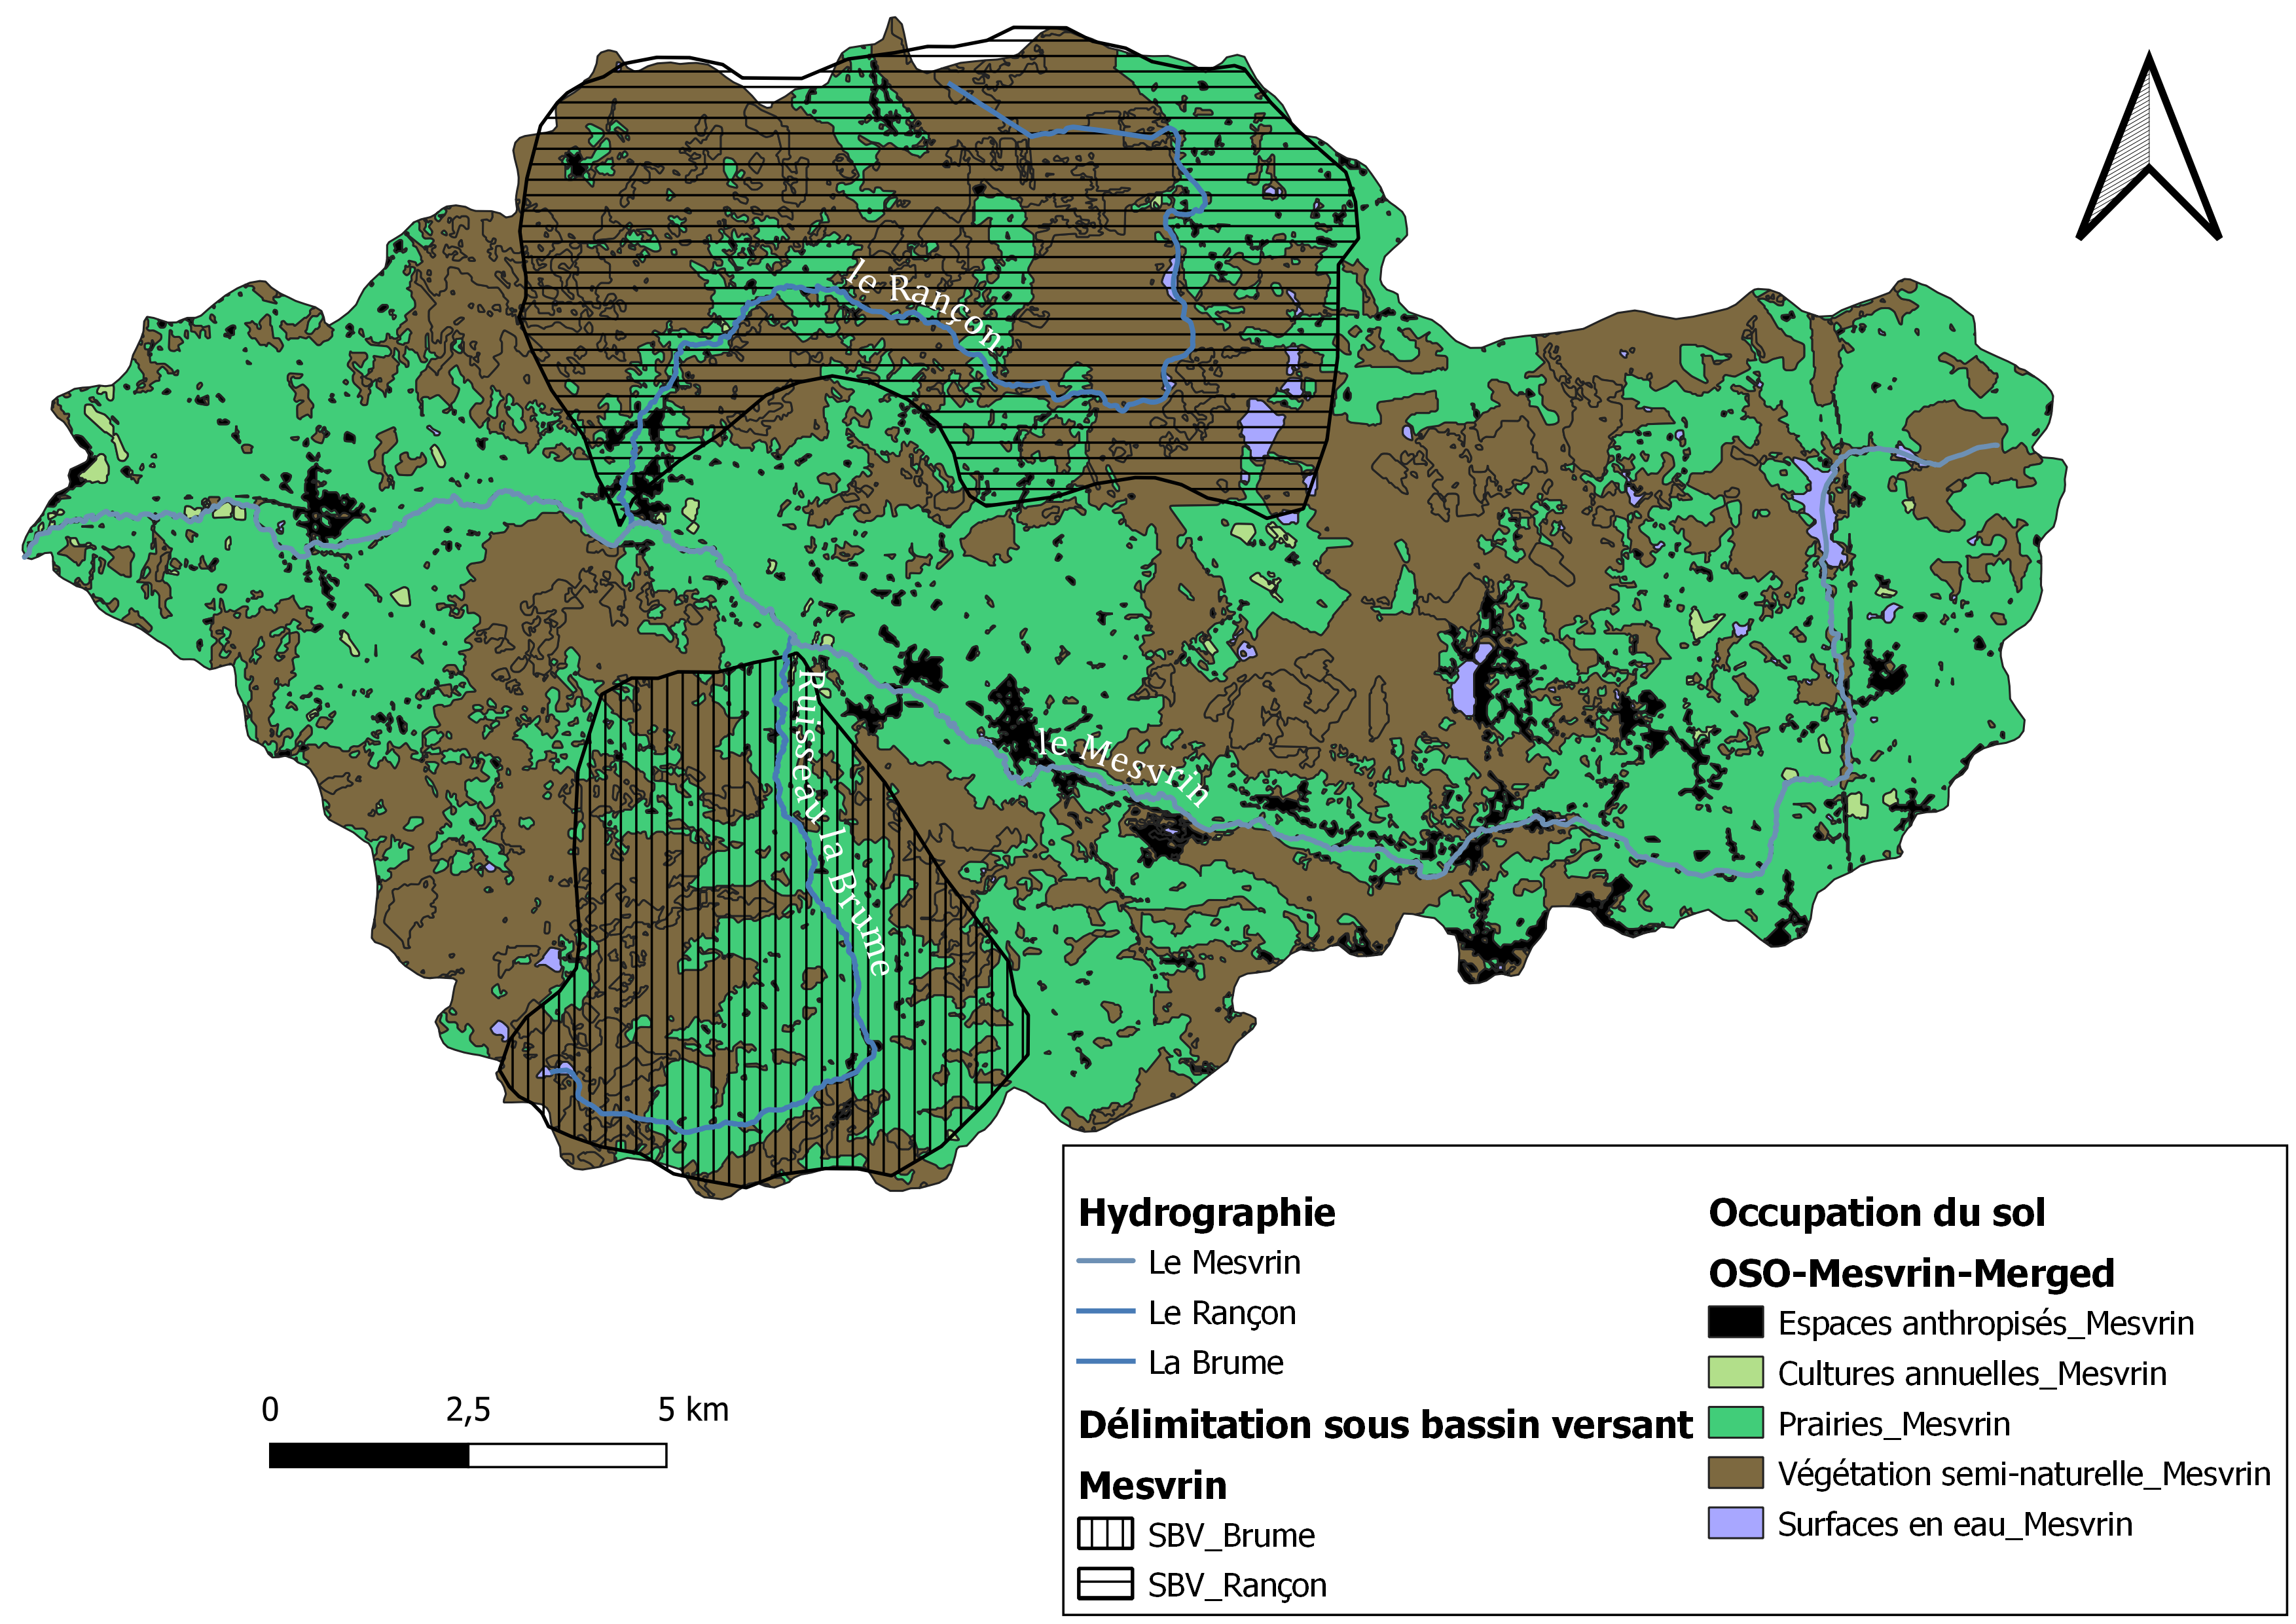 le Rançon
Ruisseau la Brume
le Mesvrin
0 2,5 5 km
Hydrographie
Le Mesvrin
Le Rançon
La Brume
Délimitation sous bassin versant
Mesvrin
SBV_Brume
SBV_Rançon
Occupation du sol
OSO-Mesvrin-Merged
Espaces anthropisés_Mesvrin
Cultures annuelles_Mesvrin
Prairies_Mesvrin
Végétation semi-naturelle_Mesvrin
Surfaces en eau_Mesvrin